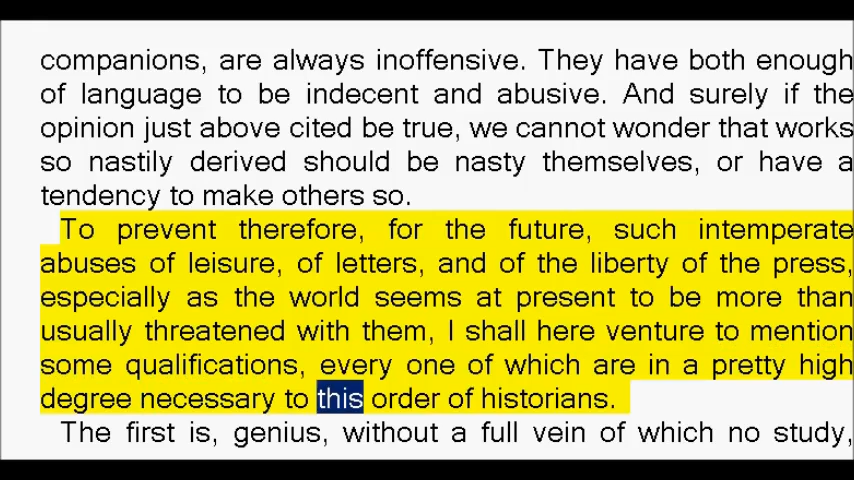 companions, are always inoffensive. They have both enough
of language to be indecent and abusive. And surely if the
opinion just above cited be true, we cannot wonder that works
so nastily derived should be nasty themselves, or have a
tendency to make others so.
To prevent therefore, for the future, such intemperate
abuses of leisure, of letters, and of the liberty of the press,
especially as the world seems at present to be more than
usually threatened with them, I shall here venture to mention
some qualifications, every one of which are in a pretty high
degree necessary to this order of historians.
The first is, genius, without a full vein of which no study,